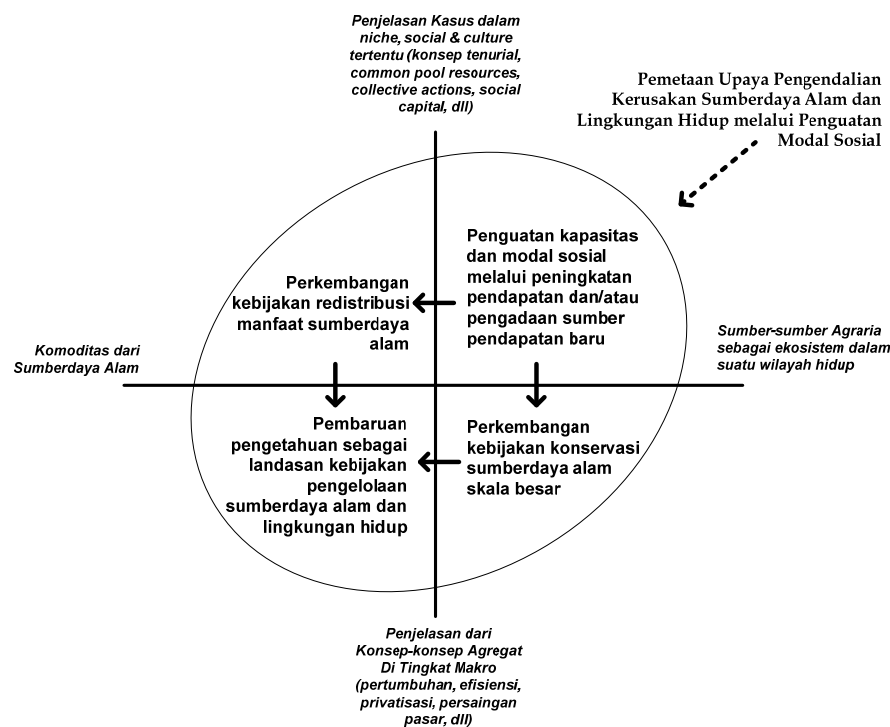 Penjelasan Kasus dalam
niche, social & culture
tertentu (konsep tenurial,
common pool resources,
collective actions, social
capital, dll)
Pemetaan Upaya Pengendalian
Kerusakan Sumberdaya Alam dan
Lingkungan Hidup melalui Penguatan
Modal Sosial
Perkembangan
kebijakan redistribusi
manfaat sumberdaya
alam
Penguatan kapasitas
dan modal sosial
melalui peningkatan
pendapatan dan/atau
pengadaan sumber
pendapatan baru
Komoditas dari
Sumberdaya Alam
Sumber-sumber Agraria
sebagai ekosistem dalam
suatu wilayah hidup
Pembaruan
pengetahuan sebagai
landasan kebijakan
pengelolaan
sumberdaya alam dan
lingkungan hidup
Perkembangan
kebijakan konservasi
sumberdaya alam
skala besar
Penjelasan dari
Konsep-konsep Agregat
Di Tingkat Makro
(pertumbuhan, efisiensi,
privatisasi, persaingan
pasar, dll)